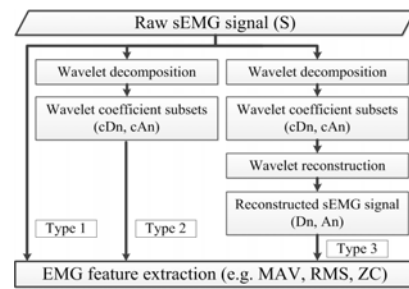 Raw sEMG signal (S)
Wavelet decomposition
Wavelet decomposition
Wavelet coefficient subsets
(cDn, cAn)
Wavelet coefficient subsets
(cDn, cAn)
Wavelet reconstruction
Reconstructed sEMG signal
(Dn, An)
Type 1
Type 2
Type 3
EMG feature extraction (e.g. MAV, RMS, ZC)